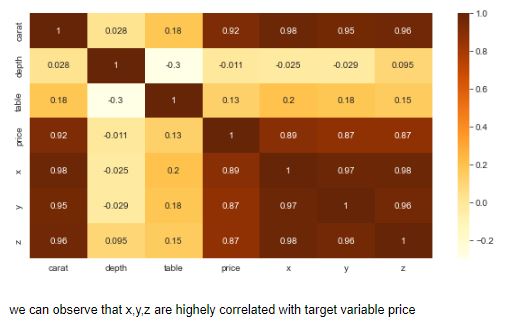 carat 1 0.028 0.18 0.92 0.98 0.95 0.96
depth 0.028 1 -0.3 -0.011 -0.025 -0.029 0.095
table 0.18 -0.3 1 0.13 0.2 0.18 0.15
price 0.92 -0.011 0.13 1 0.89 0.87 0.87
x 0.98 -0.025 0.2 0.89 1 0.97 0.98
y 0.95 -0.029 0.18 0.87 0.97 1 0.96
z 0.96 0.095 0.15 0.87 0.98 0.96 1
carat depth table price x y z
1.0
0.8
0.6
0.4
0.2
0.0
−0.2
we can observe that x,y,z are highely correlated with target variable price